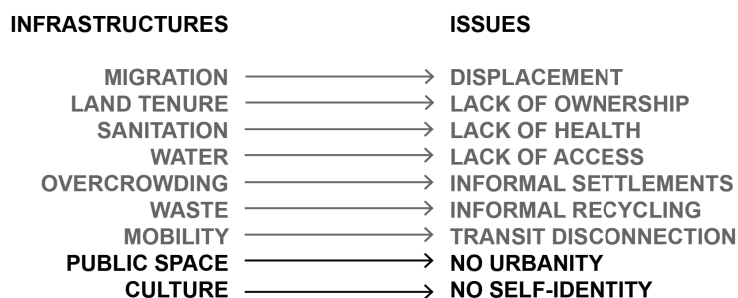 INFRASTRUCTURES ISSUES
MIGRATION DISPLACEMENT
LAND TENURE LACK OF OWNERSHIP
SANITATION LACK OF HEALTH
WATER LACK OF ACCESS
OVERCROWDING INFORMAL SETTLEMENTS
WASTE INFORMAL RECYCLING
MOBILITY TRANSIT DISCONNECTION
PUBLIC SPACE NO URBANITY
CULTURE NO SELF-IDENTITY